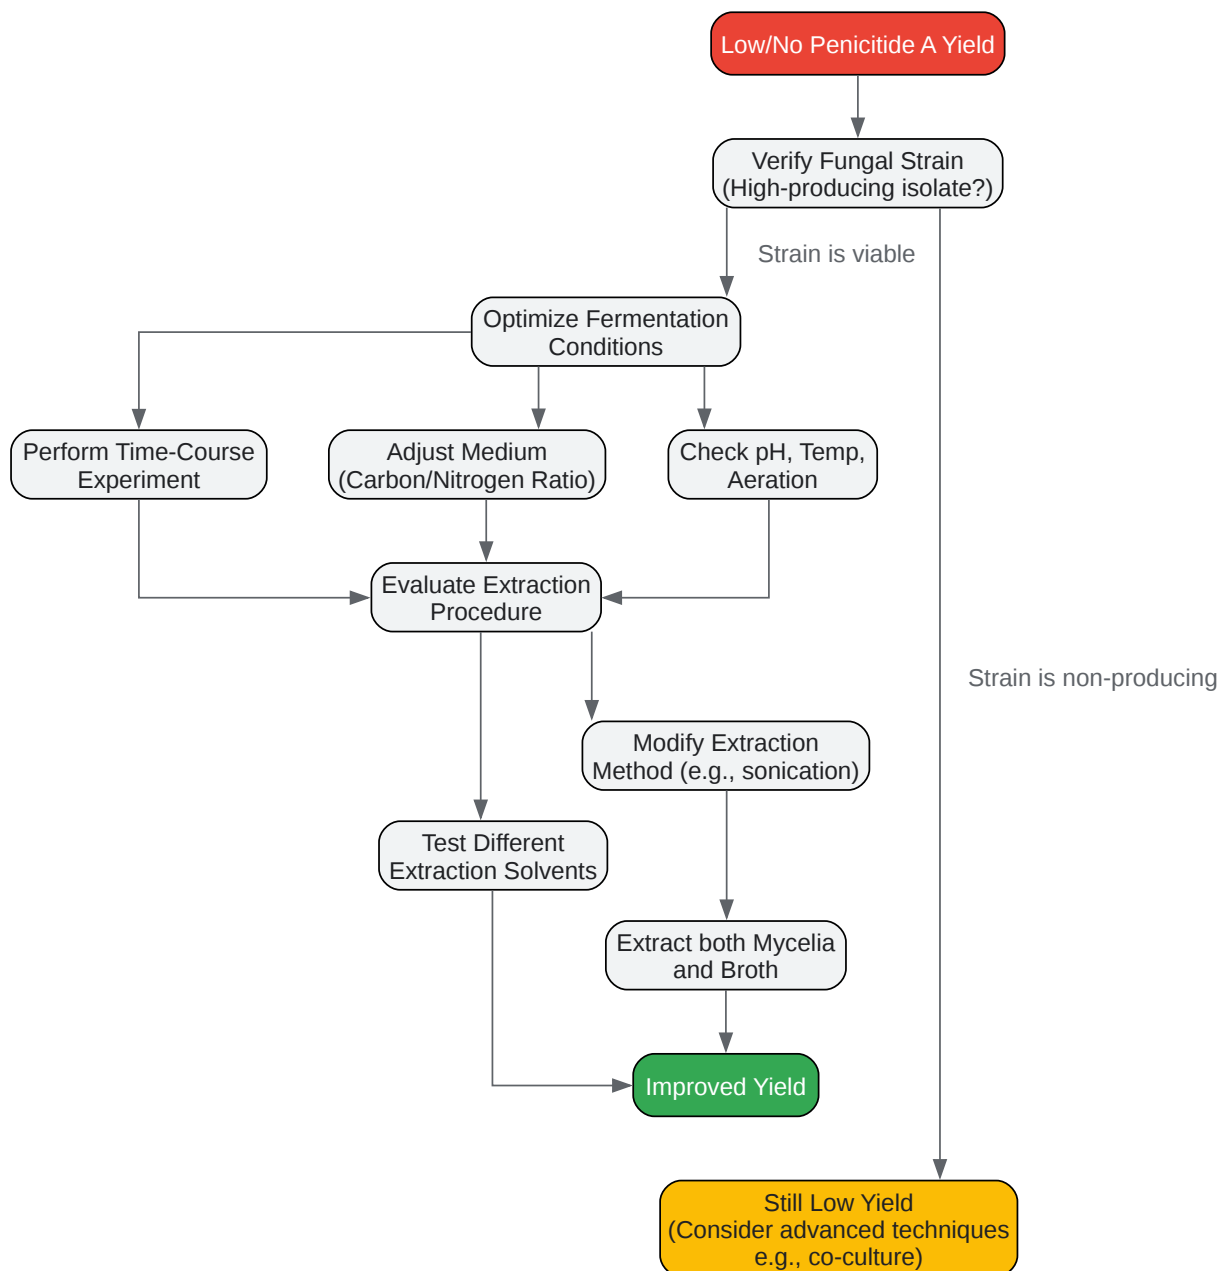 Low/No Penicitide A Yield
Verify Fungal Strain
(High-producing isolate?)
Strain is viable
Optimize Fermentation
Conditions
Perform Time-Course
Experiment
Adjust Medium
(Carbon/Nitrogen Ratio)
Check pH, Temp,
Aeration
Evaluate Extraction
Procedure
Strain is non-producing
Modify Extraction
Method (e.g., sonication)
Test Different
Extraction Solvents
Extract both Mycelia
and Broth
Improved Yield
Still Low Yield
(Consider advanced techniques
e.g., co-culture)